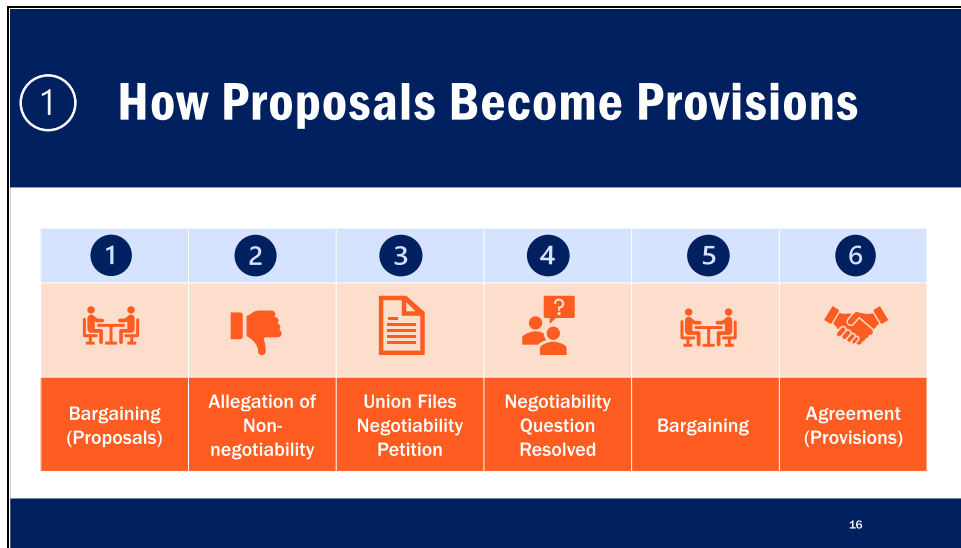 1
How Proposals Become Provisions
1
2
3
4
5
6
?
Bargaining
(Proposals)
Allegation of
Non-
negotiability
Union Files
Negotiability
Petition
Negotiability
Question
Resolved
Bargaining
Agreement
(Provisions)
16